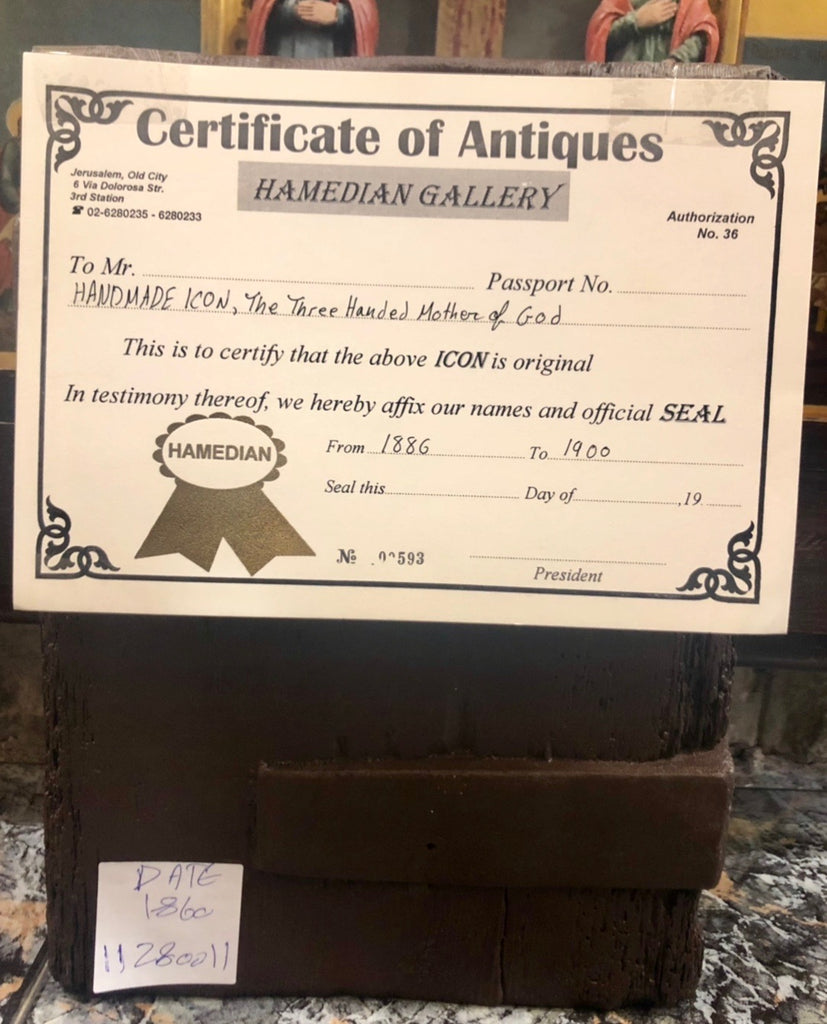 Certificate of Antiques
Jerusalem, Old City
6 Via Dolorosa Str.
3rd Station
☎ 02-6280235 - 6280233
HAMEDIAN GALLERY
Authorization
No. 36
To Mr. Passport No.
HANDMADE ICON, The Three Handed Mother of God
This is to certify that the above ICON is original
In testimony thereof, we hereby affix our names and official SEAL
HAMEDIAN
From 1886 To 1900
Seal this Day of ,19
№ 593
President
DATE
1860